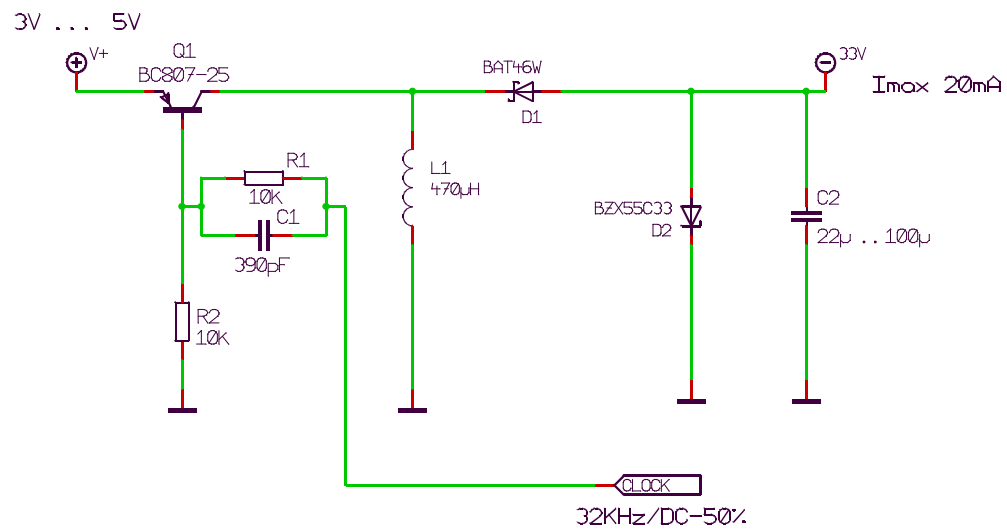 3V ... 5V
V+
Q1
BC807-25
BAT46W
D1
33V
Imax 20mA
R1
10K
C1
390pF
L1
470µH
BZX55C33
D2
C2
22µ ..100µ
R2
10K
CLOCK
32KHz/DC-50%